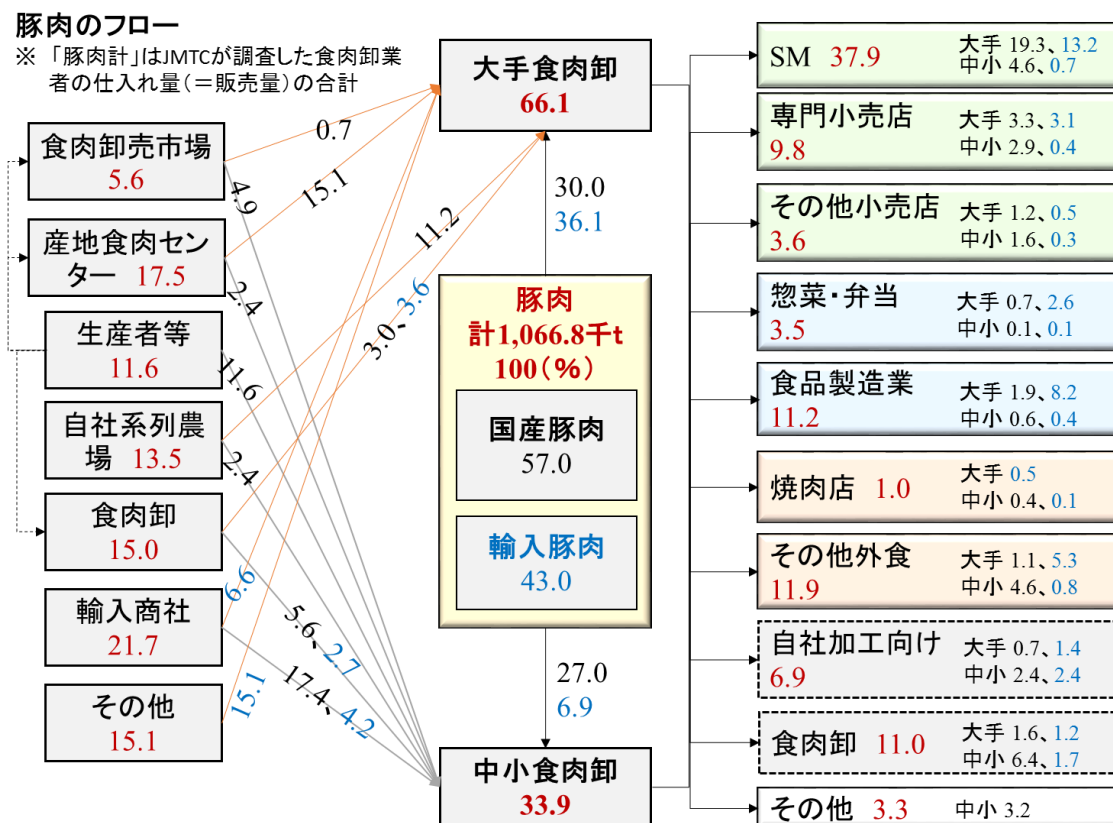 豚肉のフロー
※ 「豚肉計」はJMTCが調査した食肉卸業
者の仕入れ量(=販売量)の合計
食肉卸売市場
5.6
産地食肉セン
ター 17.5
生産者等
11.6
自社系列農
場 13.5
食肉卸
15.0
輸入商社
21.7
その他
15.1
0.7
4.9
15.1
2.4
11.2
11.6
3.0、3.6
2.4
6.6
5.6、2.7
15.1
17.4、4.2
大手食肉卸
66.1
30.0
36.1
豚肉
計1,066.8千t
100(%)
国産豚肉
57.0
輸入豚肉
43.0
27.0
6.9
中小食肉卸
33.9
SM 37.9
大手 19.3、13.2
中小 4.6、0.7
専門小売店
9.8
大手 3.3、3.1
中小 2.9、0.4
その他小売店
3.6
大手 1.2、0.5
中小 1.6、0.3
惣菜・弁当
3.5
大手 0.7、2.6
中小 0.1、0.1
食品製造業
11.2
大手 1.9、8.2
中小 0.6、0.4
焼肉店 1.0
大手 0.5
中小 0.4、0.1
その他外食
11.9
大手 1.1、5.3
中小 4.6、0.8
自社加工向け
6.9
大手 0.7、1.4
中小 2.4、2.4
食肉卸 11.0
大手 1.6、1.2
中小 6.4、1.7
その他 3.3
中小 3.2